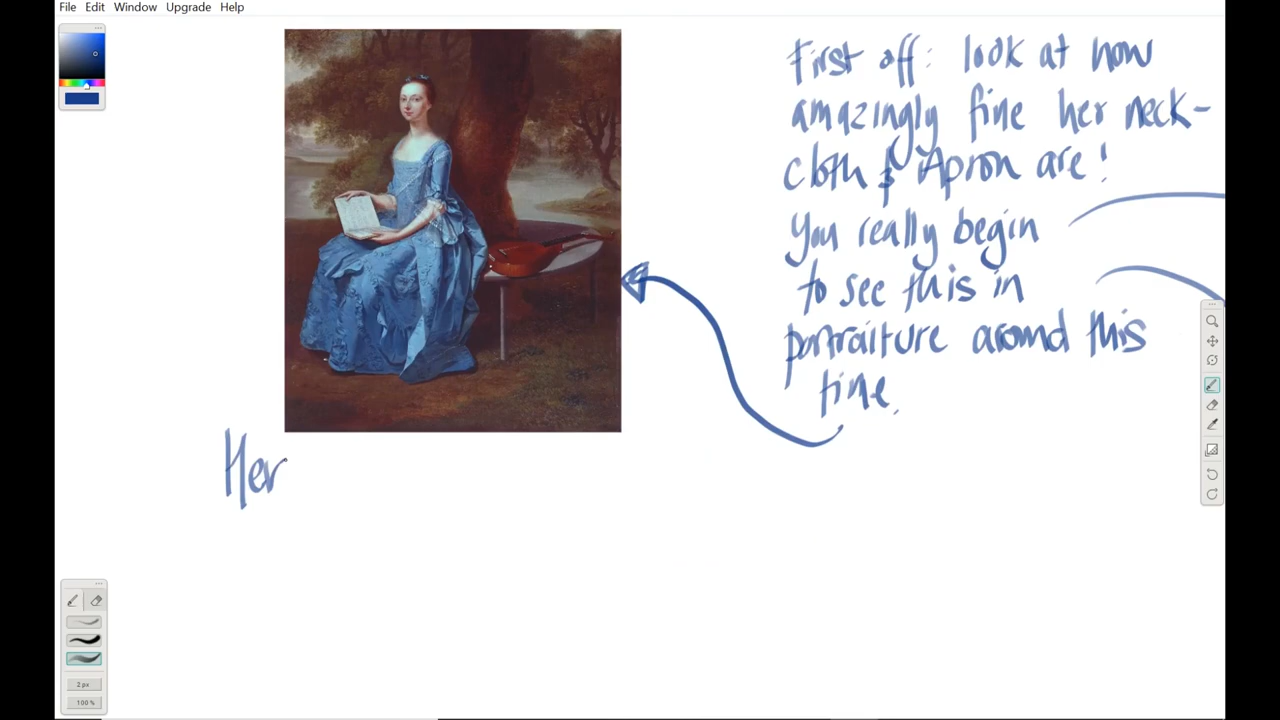 File Edit Window Upgrade Help
First off: look at how
amazingly fine her neck-
cloth & Apron are!
You really begin
to see this in
portraiture around this
time.
Her
2 px
100 %